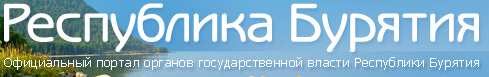 Республика Бурятия
Официальный портал органов государственной власти Республики Бурятия